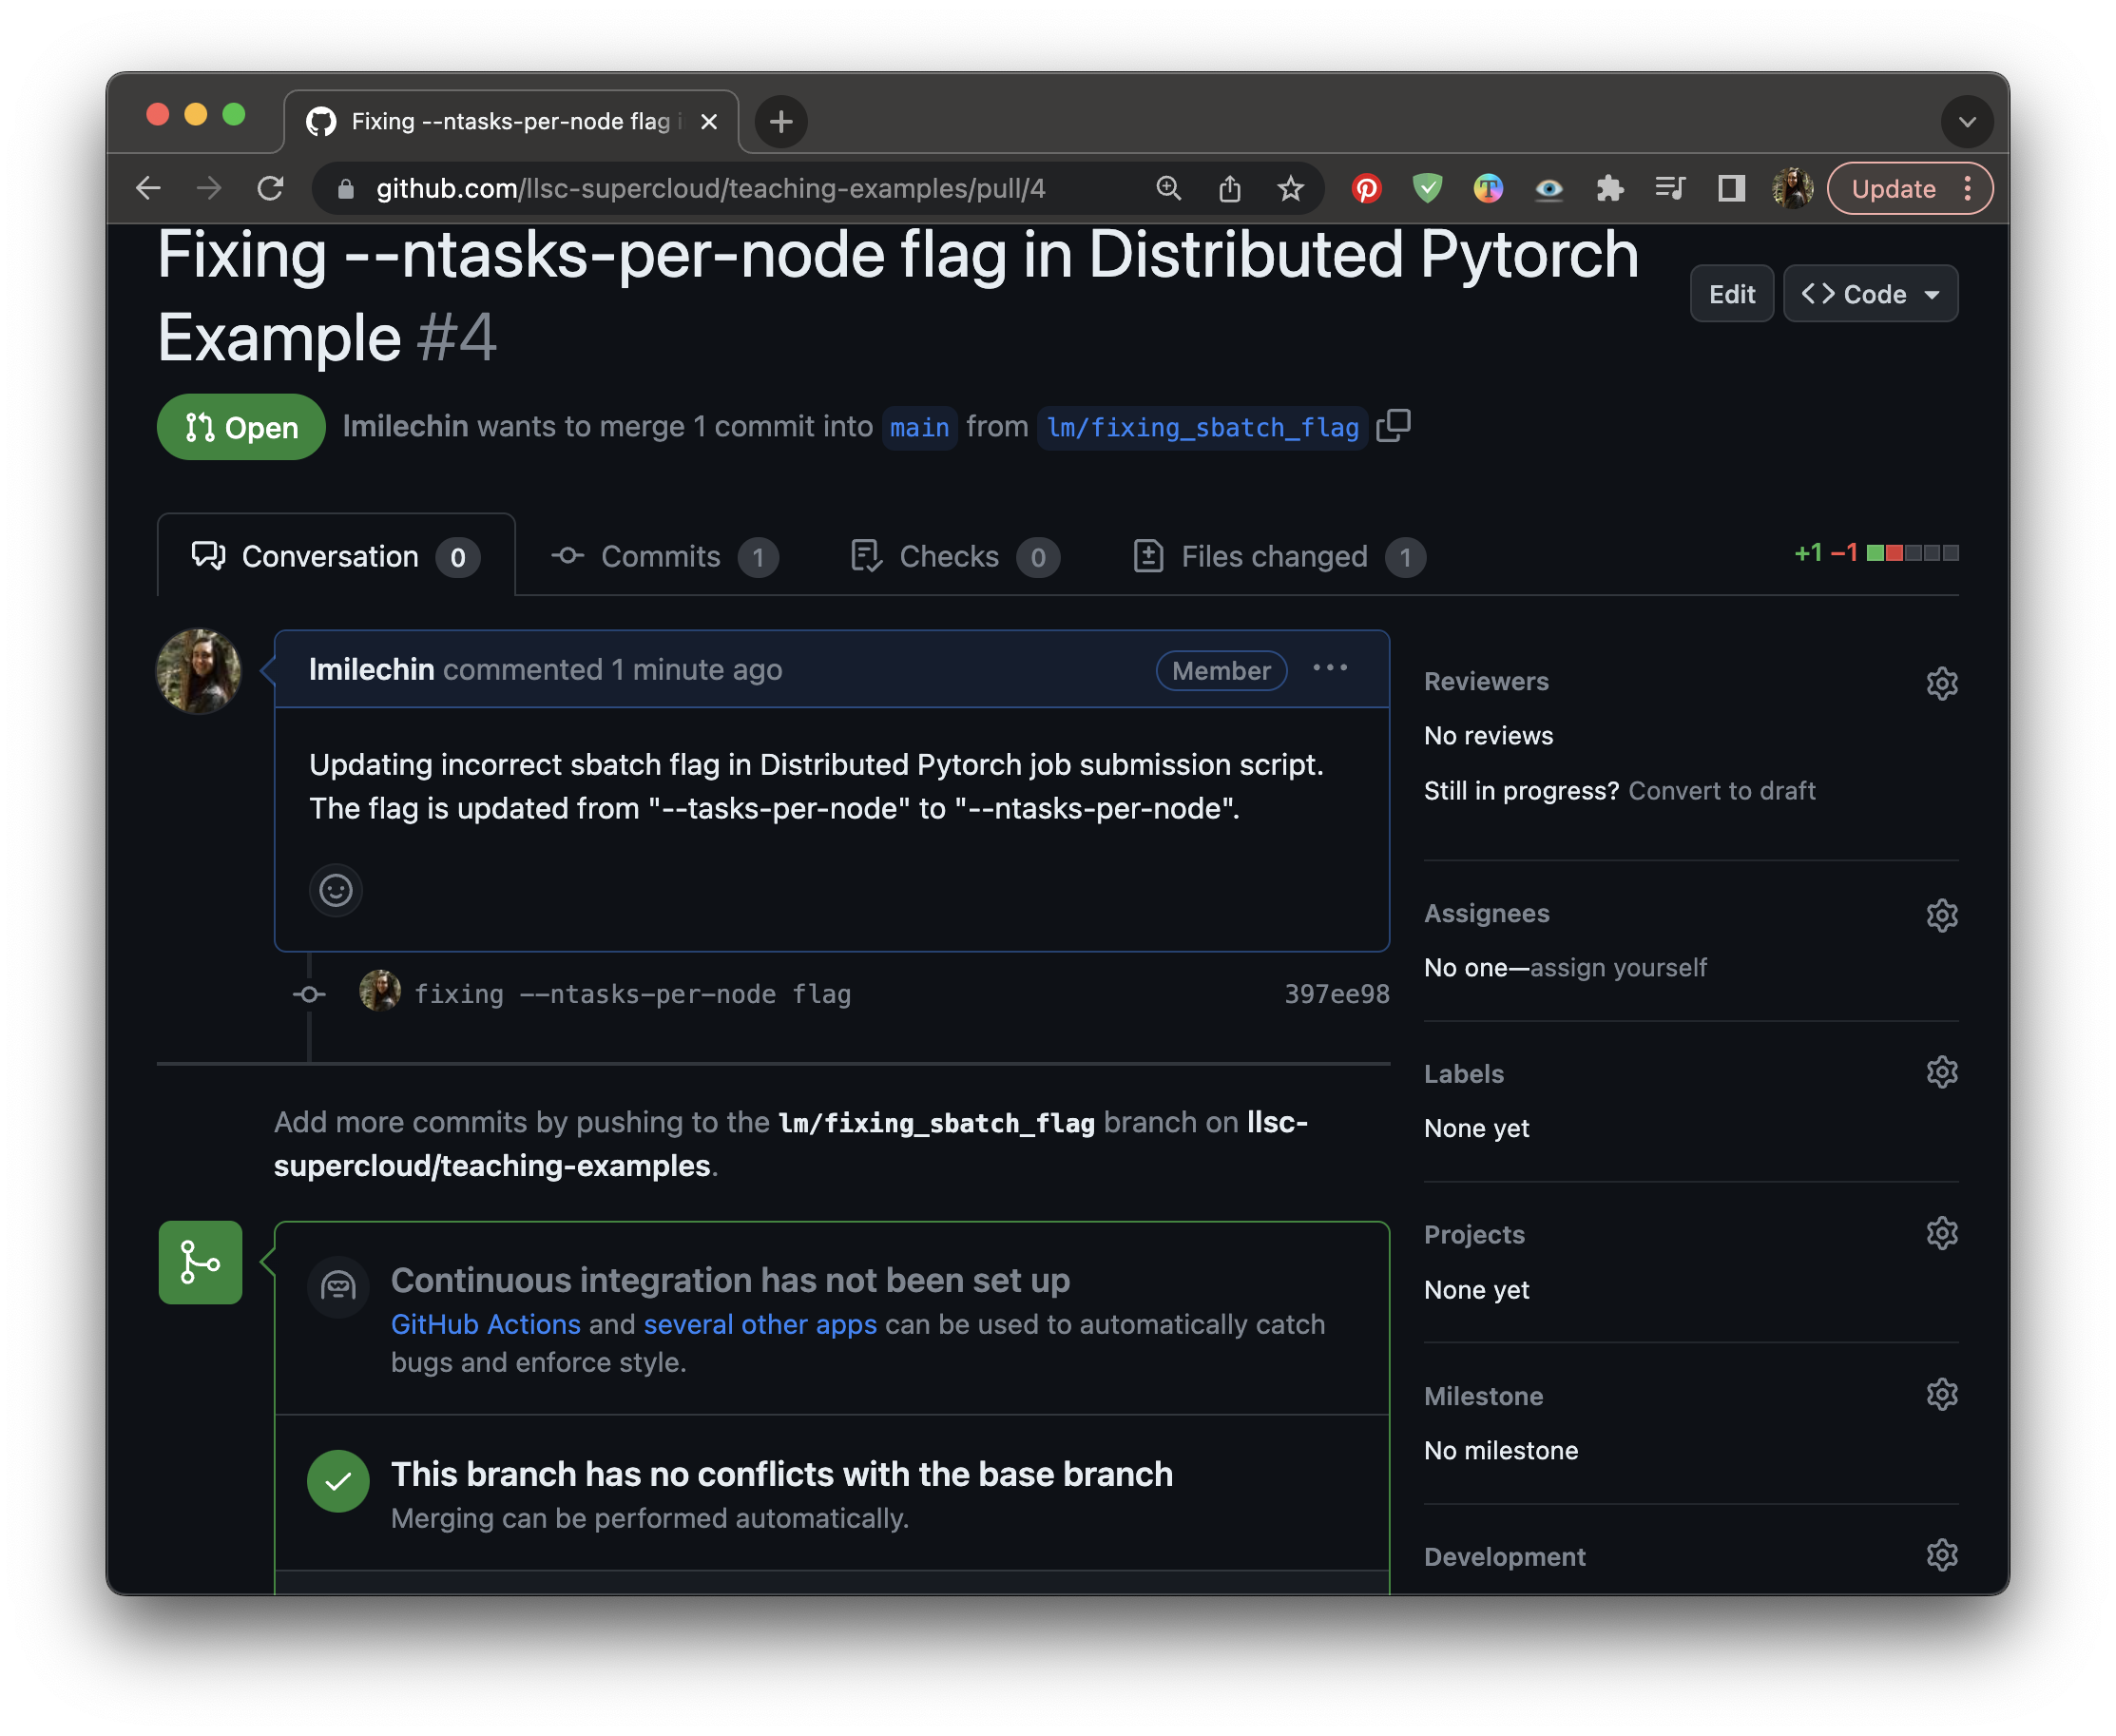 Fixing --ntasks-per-node flag i
github.com/llsc-supercloud/teaching-examples/pull/4
Update
Fixing --ntasks-per-node flag in Distributed Pytorch
Example #4
Edit
Code
Open
lmilechin wants to merge 1 commit into main from lm/fixing_sbatch_flag
Conversation 0
Commits 1
Checks 0
Files changed 1
+1 −1
lmilechin commented 1 minute ago
Member
Updating incorrect sbatch flag in Distributed Pytorch job submission script.
The flag is updated from "--tasks-per-node" to "--ntasks-per-node".
fixing --ntasks-per-node flag
397ee98
Add more commits by pushing to the lm/fixing_sbatch_flag branch on llsc-
supercloud/teaching-examples.
Continuous integration has not been set up
GitHub Actions and several other apps can be used to automatically catch
bugs and enforce style.
This branch has no conflicts with the base branch
Merging can be performed automatically.
Reviewers
No reviews
Still in progress? Convert to draft
Assignees
No one—assign yourself
Labels
None yet
Projects
None yet
Milestone
No milestone
Development